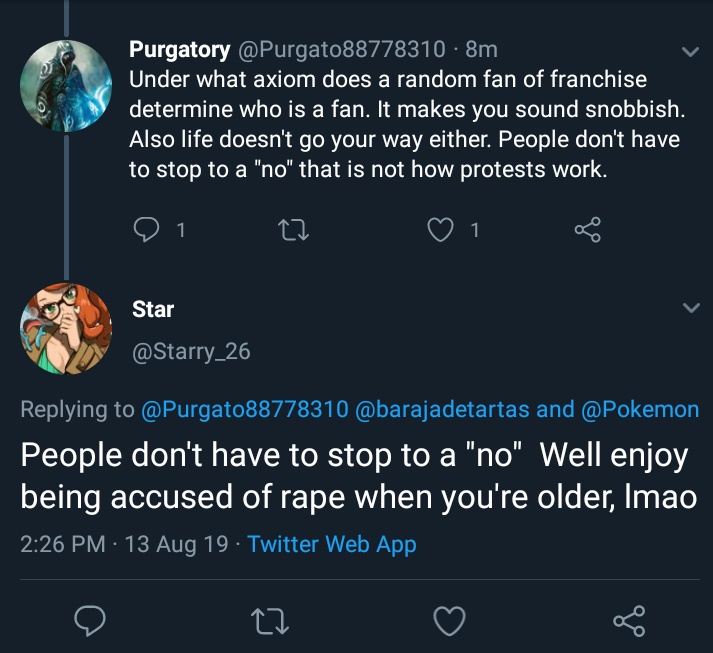 Purgatory @Purgato88778310 · 8m
Under what axiom does a random fan of franchise
determine who is a fan. It makes you sound snobbish.
Also life doesn't go your way either. People don't have
to stop to a "no" that is not how protests work.
1
1
Star
@Starry_26
Replying to @Purgato88778310 @barajadetartas and @Pokemon
People don't have to stop to a "no"  Well enjoy
being accused of rape when you're older, lmao
2:26 PM · 13 Aug 19 · Twitter Web App